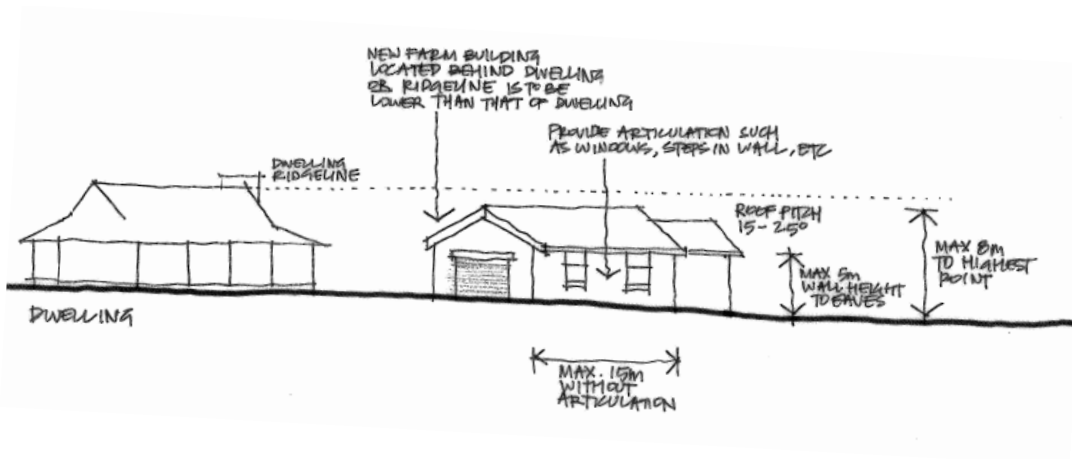 NEW FARM BUILDING
LOCATED BEHIND DWELLING
OR RIDGELINE IS TO BE
LOWER THAN THAT OF DWELLING
PROVIDE ARTICULATION SUCH
AS WINDOWS, STEPS IN WALL, ETC
DWELLING
RIDGELINE
ROOF PITCH
15-25°
MAX 5m
WALL HEIGHT
TO EAVES
MAX 8m
TO HIGHEST
POINT
DWELLING
MAX. 15m
WITHOUT
ARTICULATION